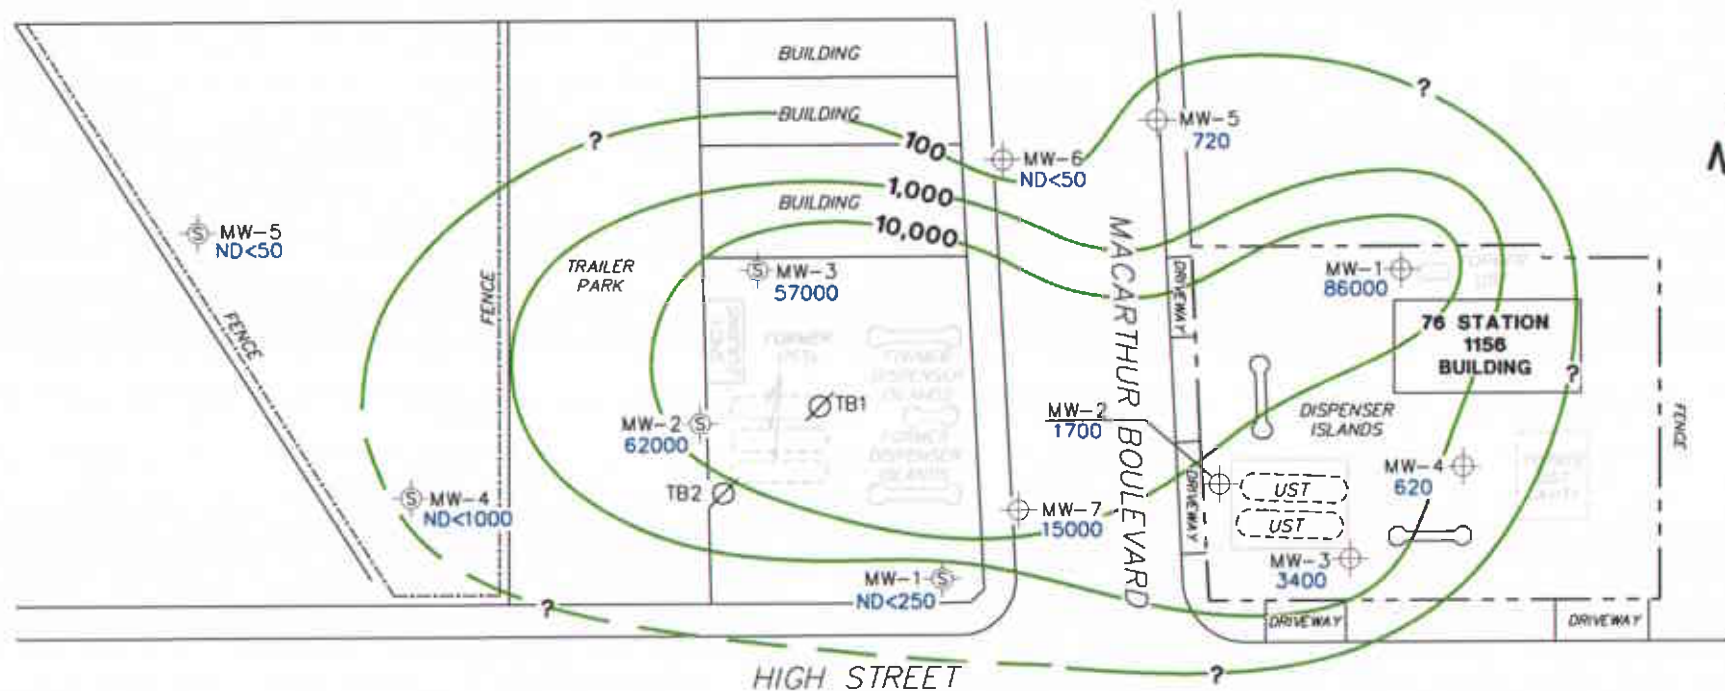 BUILDING
BUILDING
BUILDING
?
100
1,000
10,000
MW-6
ND<50
MW-5
720
?
N
MW-5
ND<50
FENCE
FENCE
TRAILER
PARK
MW-3
57000
MW-2
62000
TB1
TB2
MW-4
ND<1000
MW-1
ND<250
?
MW-7
15000
MACARTHUR BOULEVARD
DRIVEWAY
DRIVEWAY
MW-1
86000
76 STATION
1156
BUILDING
?
MW-2
1700
DISPENSER
ISLANDS
FENCE
UST
UST
MW-4
620
MW-3
3400
DRIVEWAY
DRIVEWAY
?
HIGH STREET